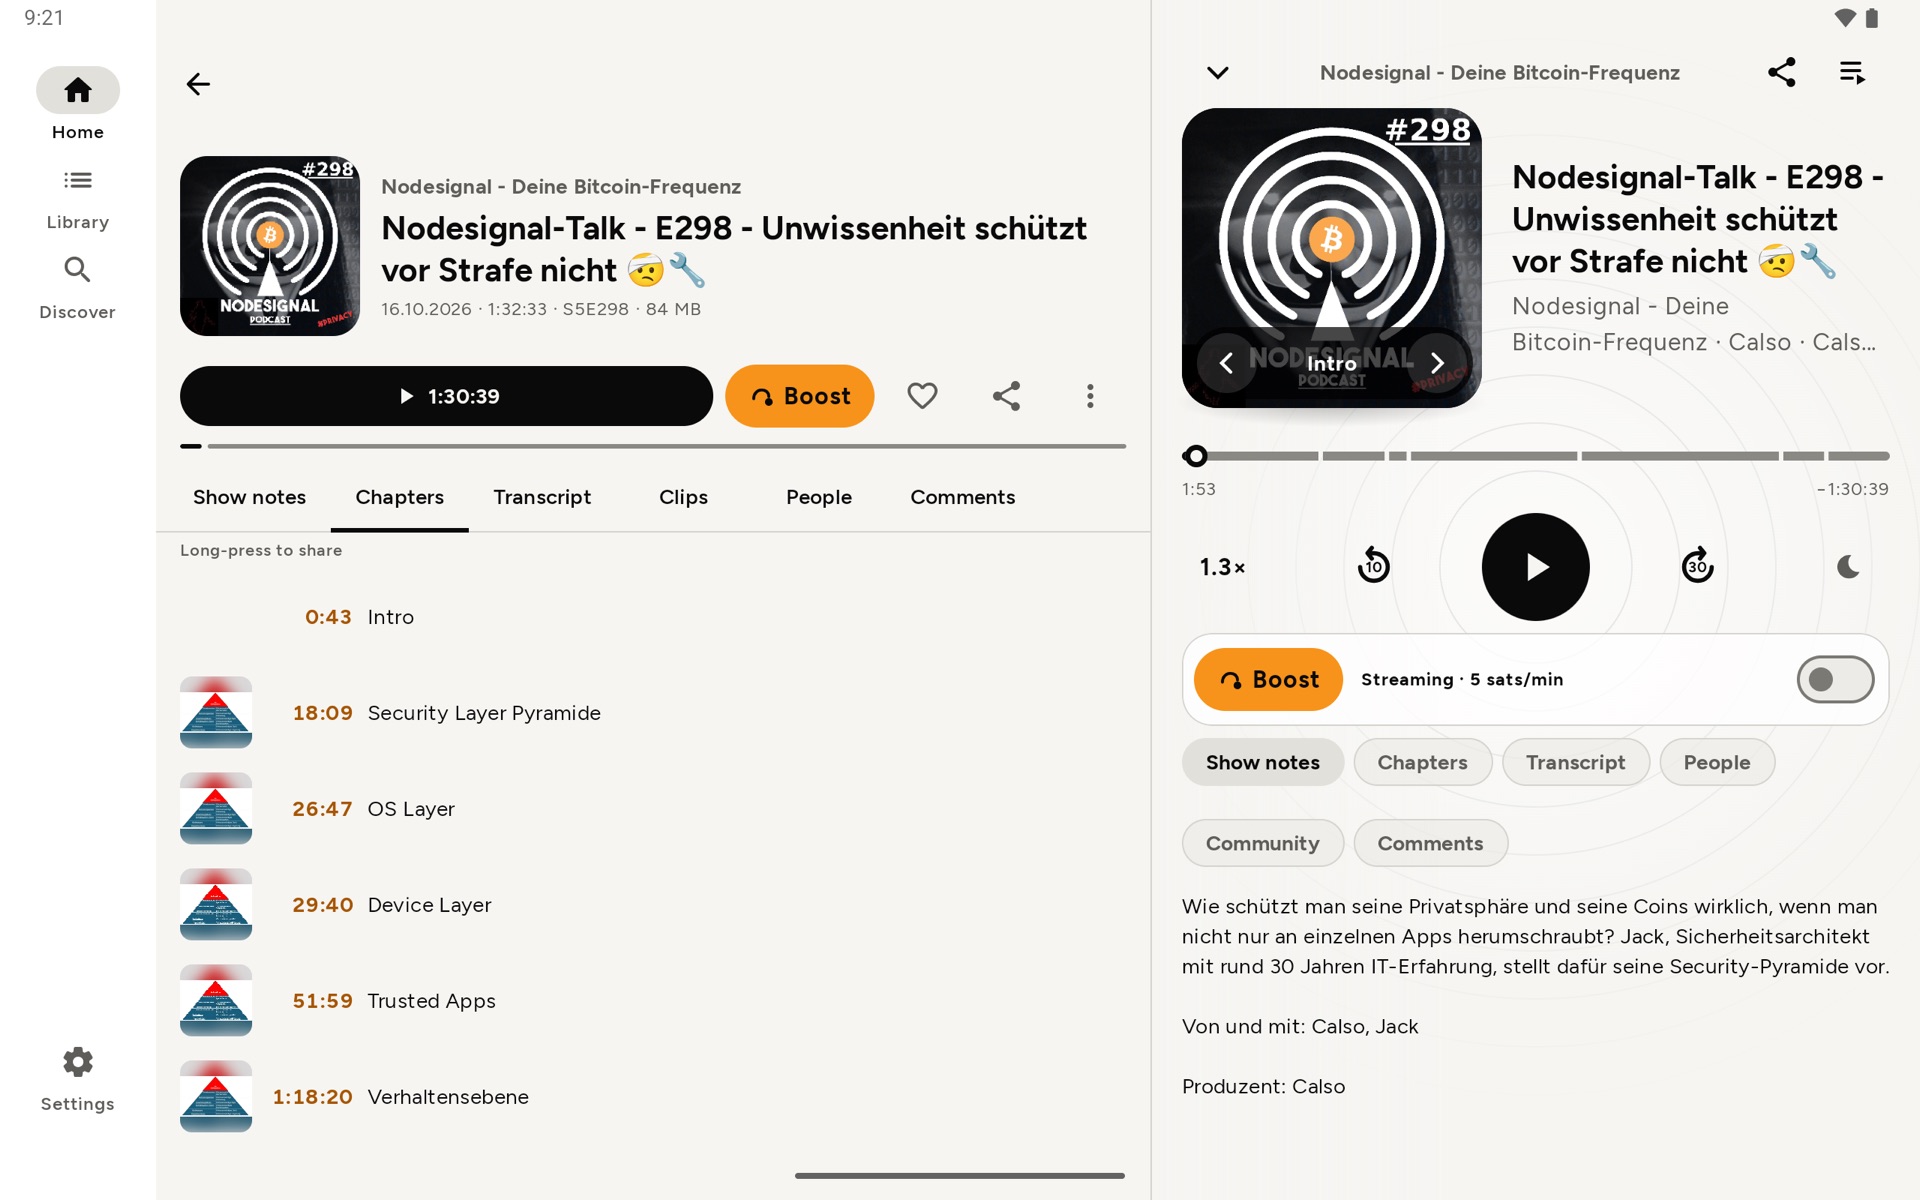 9:21
Home
Library
Discover
Settings
#298
NODESIGNAL
PODCAST
#PRIVACY
Nodesignal - Deine Bitcoin-Frequenz
Nodesignal-Talk - E298 - Unwissenheit schützt
vor Strafe nicht 🤕🔧
16.10.2026 · 1:32:33 · S5E298 · 84 MB
1:30:39
Boost
Show notes
Chapters
Transcript
Clips
People
Comments
Long-press to share
0:43 Intro
18:09 Security Layer Pyramide
26:47 OS Layer
29:40 Device Layer
51:59 Trusted Apps
1:18:20 Verhaltensebene
Nodesignal - Deine Bitcoin-Frequenz
#298
NODESIGNAL
PODCAST
#PRIVACY
Intro
Nodesignal-Talk - E298 -
Unwissenheit schützt
vor Strafe nicht 🤕🔧
Nodesignal - Deine
Bitcoin-Frequenz · Calso · Cals…
1:53
-1:30:39
1.3×
10
30
Boost
Streaming · 5 sats/min
Show notes
Chapters
Transcript
People
Community
Comments
Wie schützt man seine Privatsphäre und seine Coins wirklich, wenn man
nicht nur an einzelnen Apps herumschraubt? Jack, Sicherheitsarchitekt
mit rund 30 Jahren IT-Erfahrung, stellt dafür seine Security-Pyramide vor.
Von und mit: Calso, Jack
Produzent: Calso